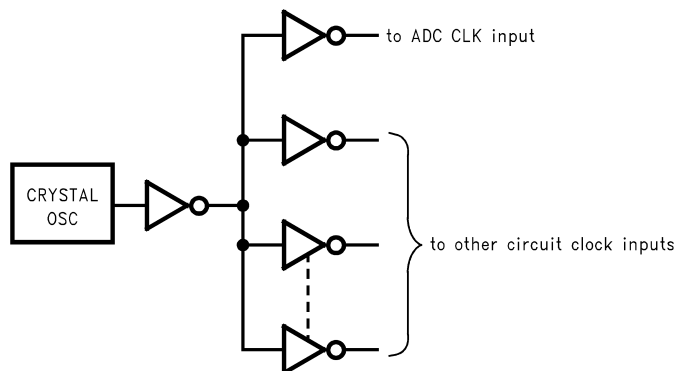 to ADC CLK input
CRYSTAL
OSC
to other circuit clock inputs